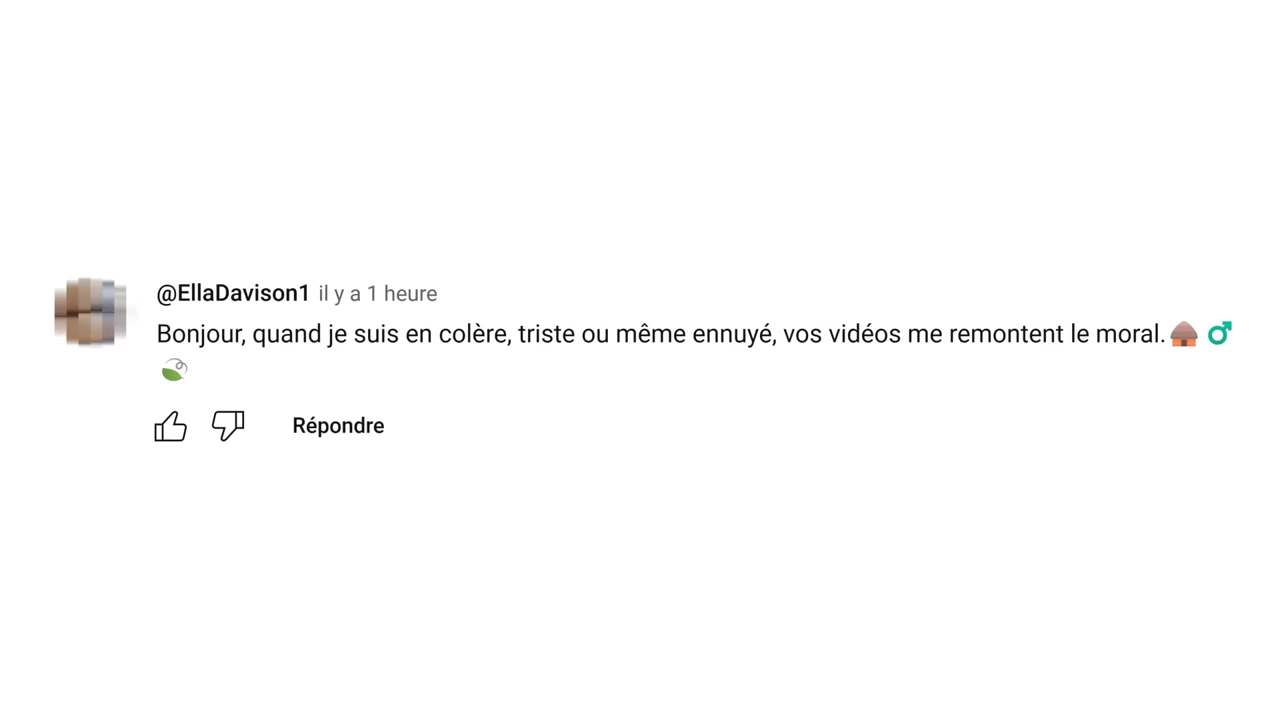 @EllaDavison1 il y a 1 heure
Bonjour, quand je suis en colère, triste ou même ennuyé, vos vidéos me remontent le moral.🛖 ♂
🍃
Répondre